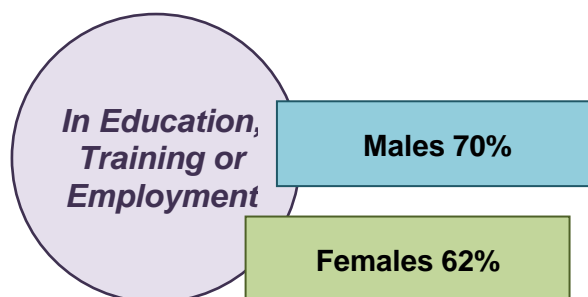 In Education,
Training or
Employment
Males 70%
Females 62%